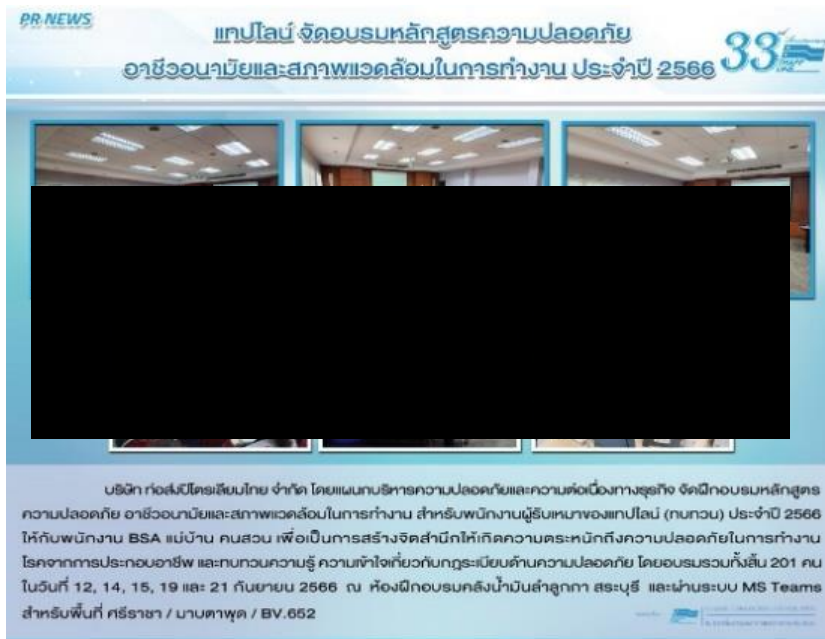 PR-NEWS
แทปไลน์ จัดอบรมหลักสูตรความปลอดภัย
อาชีวอนามัยและสภาพแวดล้อมในการทำงาน ประจำปี 2566
33
บริษัท ท่อส่งปิโตรเลียมไทย จำกัด โดยแผนกบริหารความปลอดภัยและความต่อเนื่องทางธุรกิจ จัดฝึกอบรมหลักสูตร
ความปลอดภัย อาชีวอนามัยและสภาพแวดล้อมในการทำงาน สำหรับพนักงานผู้รับเหมาของแทปไลน์ (ทบทวน) ประจำปี 2566
ให้กับพนักงาน BSA แม่บ้าน คนสวน เพื่อเป็นการสร้างจิตสำนึกให้เกิดความตระหนักถึงความปลอดภัยในการทำงาน
โรคจากการประกอบอาชีพ และทบทวนความรู้ ความเข้าใจเกี่ยวกับกฎระเบียบด้านความปลอดภัย โดยอบรมรวมทั้งสิ้น 201 คน
ในวันที่ 12, 14, 15, 19 และ 21 กันยายน 2566 ณ ห้องฝึกอบรมคลังน้ำมันลำลูกกา สระบุรี และผ่านระบบ MS Teams
สำหรับพื้นที่ ศรีราชา / มาบตาพุด / BV.652